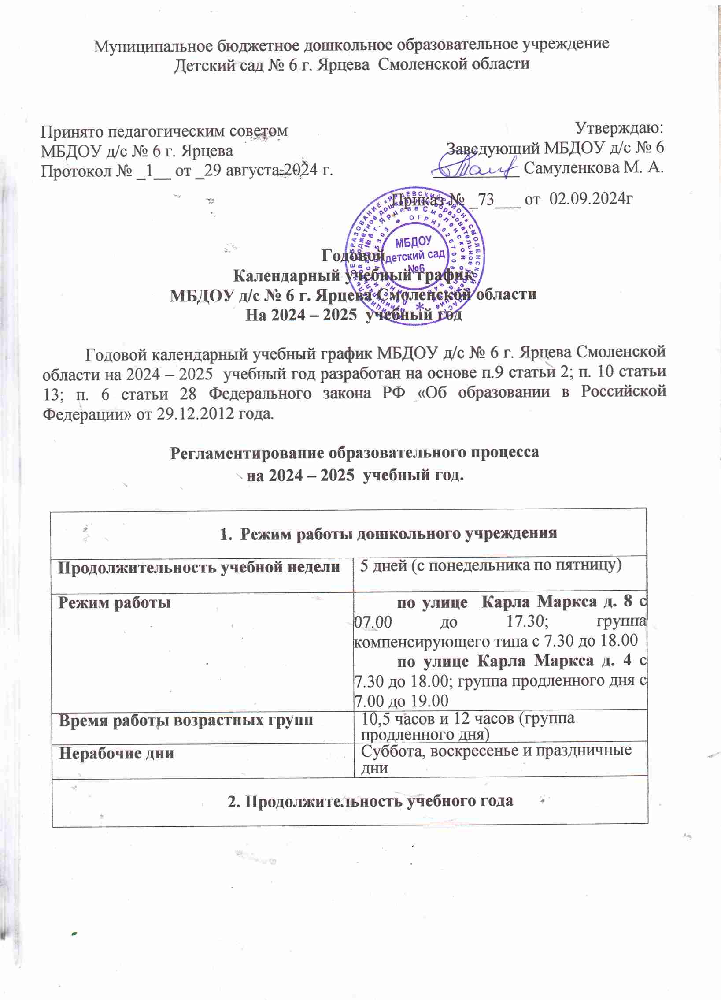 Муниципальное бюджетное дошкольное образовательное учреждение
Детский сад № 6 г. Ярцева Смоленской области
Принято педагогическим советом
МБДОУ д/с № 6 г. Ярцева
Протокол № _1__ от _29 августа 2024 г.
Утверждаю:
Заведующий МБДОУ д/с № 6
__________ Самуленкова М. А.
Приказ № _73___ от 02.09.2024г
МБДОУ
детский сад
№6
Годовой
Календарный учебный график
МБДОУ д/с № 6 г. Ярцева Смоленской области
На 2024 – 2025 учебный год
Годовой календарный учебный график МБДОУ д/с № 6 г. Ярцева Смоленской
области на 2024 – 2025 учебный год разработан на основе п.9 статьи 2; п. 10 статьи
13; п. 6 статьи 28 Федерального закона РФ «Об образовании в Российской
Федерации» от 29.12.2012 года.
Регламентирование образовательного процесса
на 2024 – 2025 учебный год.
1. Режим работы дошкольного учреждения
Продолжительность учебной недели
5 дней (с понедельника по пятницу)
Режим работы
по улице Карла Маркса д. 8 с
07.00 до 17.30; группа
компенсирующего типа с 7.30 до 18.00
по улице Карла Маркса д. 4 с
7.30 до 18.00; группа продленного дня с
7.00 до 19.00
Время работы возрастных групп
10,5 часов и 12 часов (группа
продленного дня)
Нерабочие дни
Суббота, воскресенье и праздничные
дни
2. Продолжительность учебного года